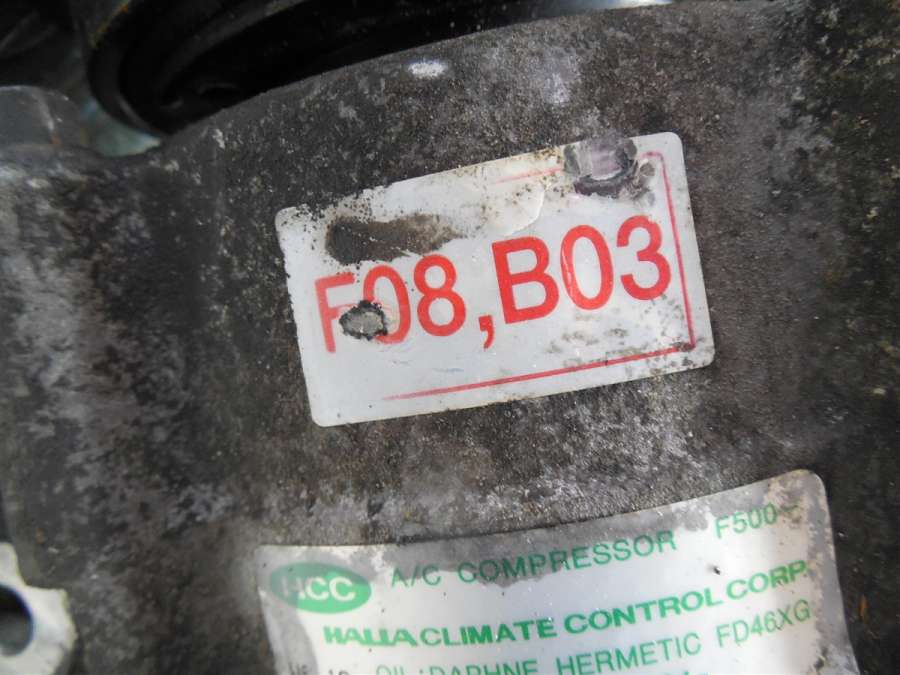 F08,B03
HCC A/C COMPRESSOR F500
HALLA CLIMATE CONTROL CORP.
OIL:DAPHNE HERMETIC FD46XG